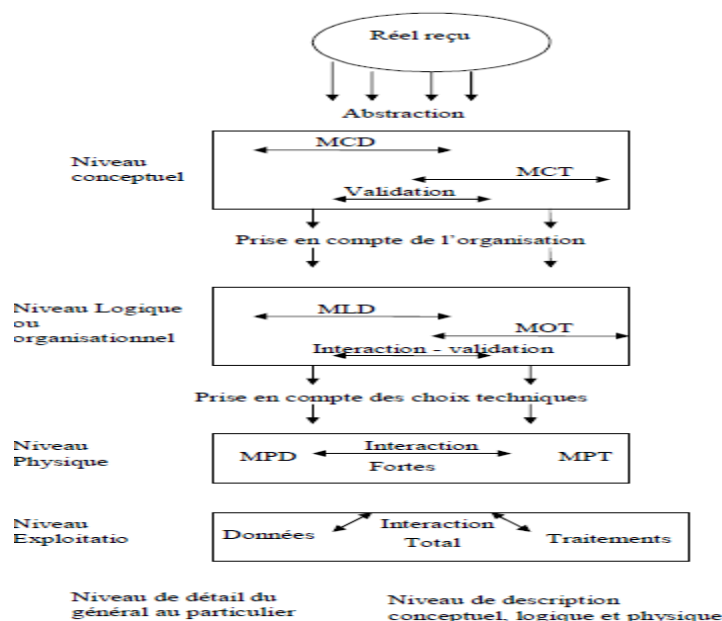 Réel reçu
Abstraction
Niveau
conceptuel
MCD
MCT
Validation
Prise en compte de l'organisation
Niveau Logique
ou
organisationnel
MLD
MOT
Interaction - validation
Prise en compte des choix techniques
Niveau
Physique
MPD
Interaction
Fortes
MPT
Niveau
Exploitatio
Données
Interaction
Total
Traitements
Niveau de détail du
général au particulier
Niveau de description
conceptuel, logique et physique